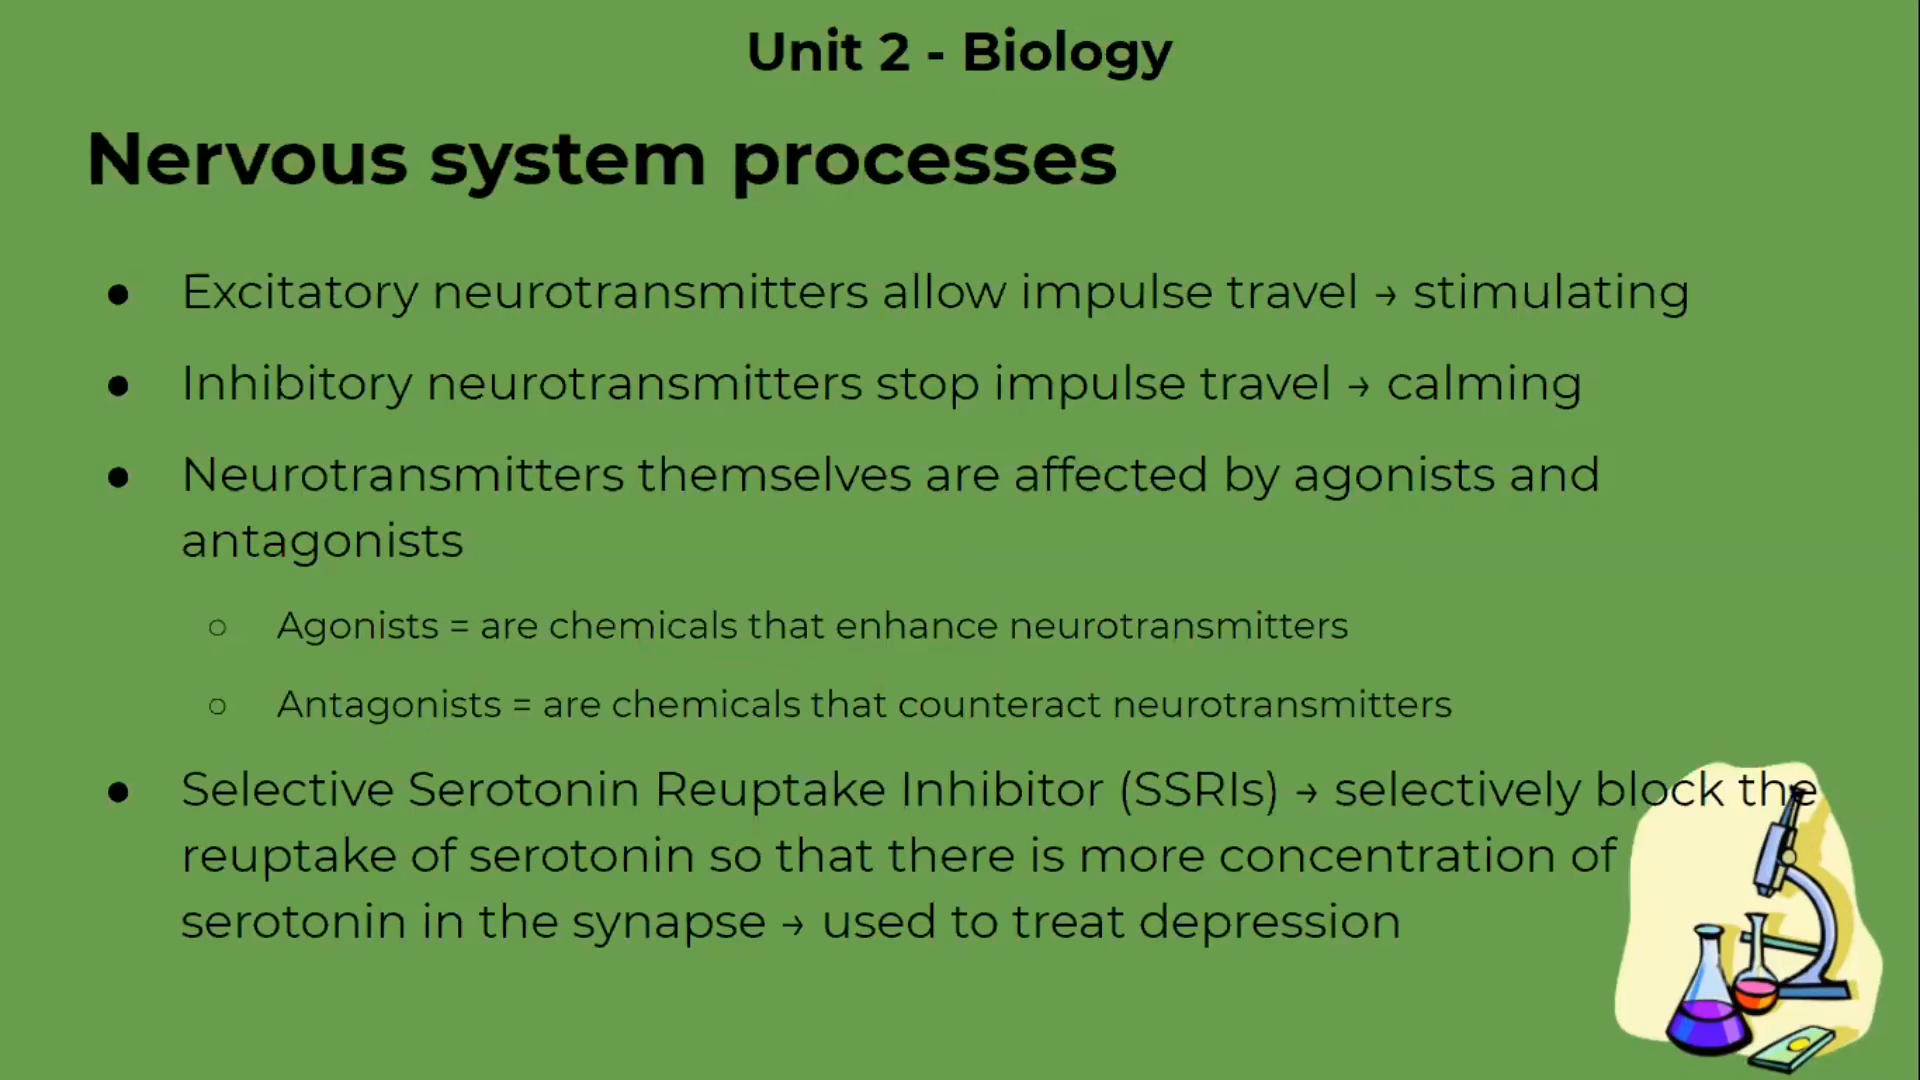 Unit 2 - Biology
Nervous system processes
● Excitatory neurotransmitters allow impulse travel → stimulating
● Inhibitory neurotransmitters stop impulse travel → calming
● Neurotransmitters themselves are affected by agonists and
antagonists
○ Agonists = are chemicals that enhance neurotransmitters
○ Antagonists = are chemicals that counteract neurotransmitters
● Selective Serotonin Reuptake Inhibitor (SSRIs) → selectively block the
reuptake of serotonin so that there is more concentration of
serotonin in the synapse → used to treat depression